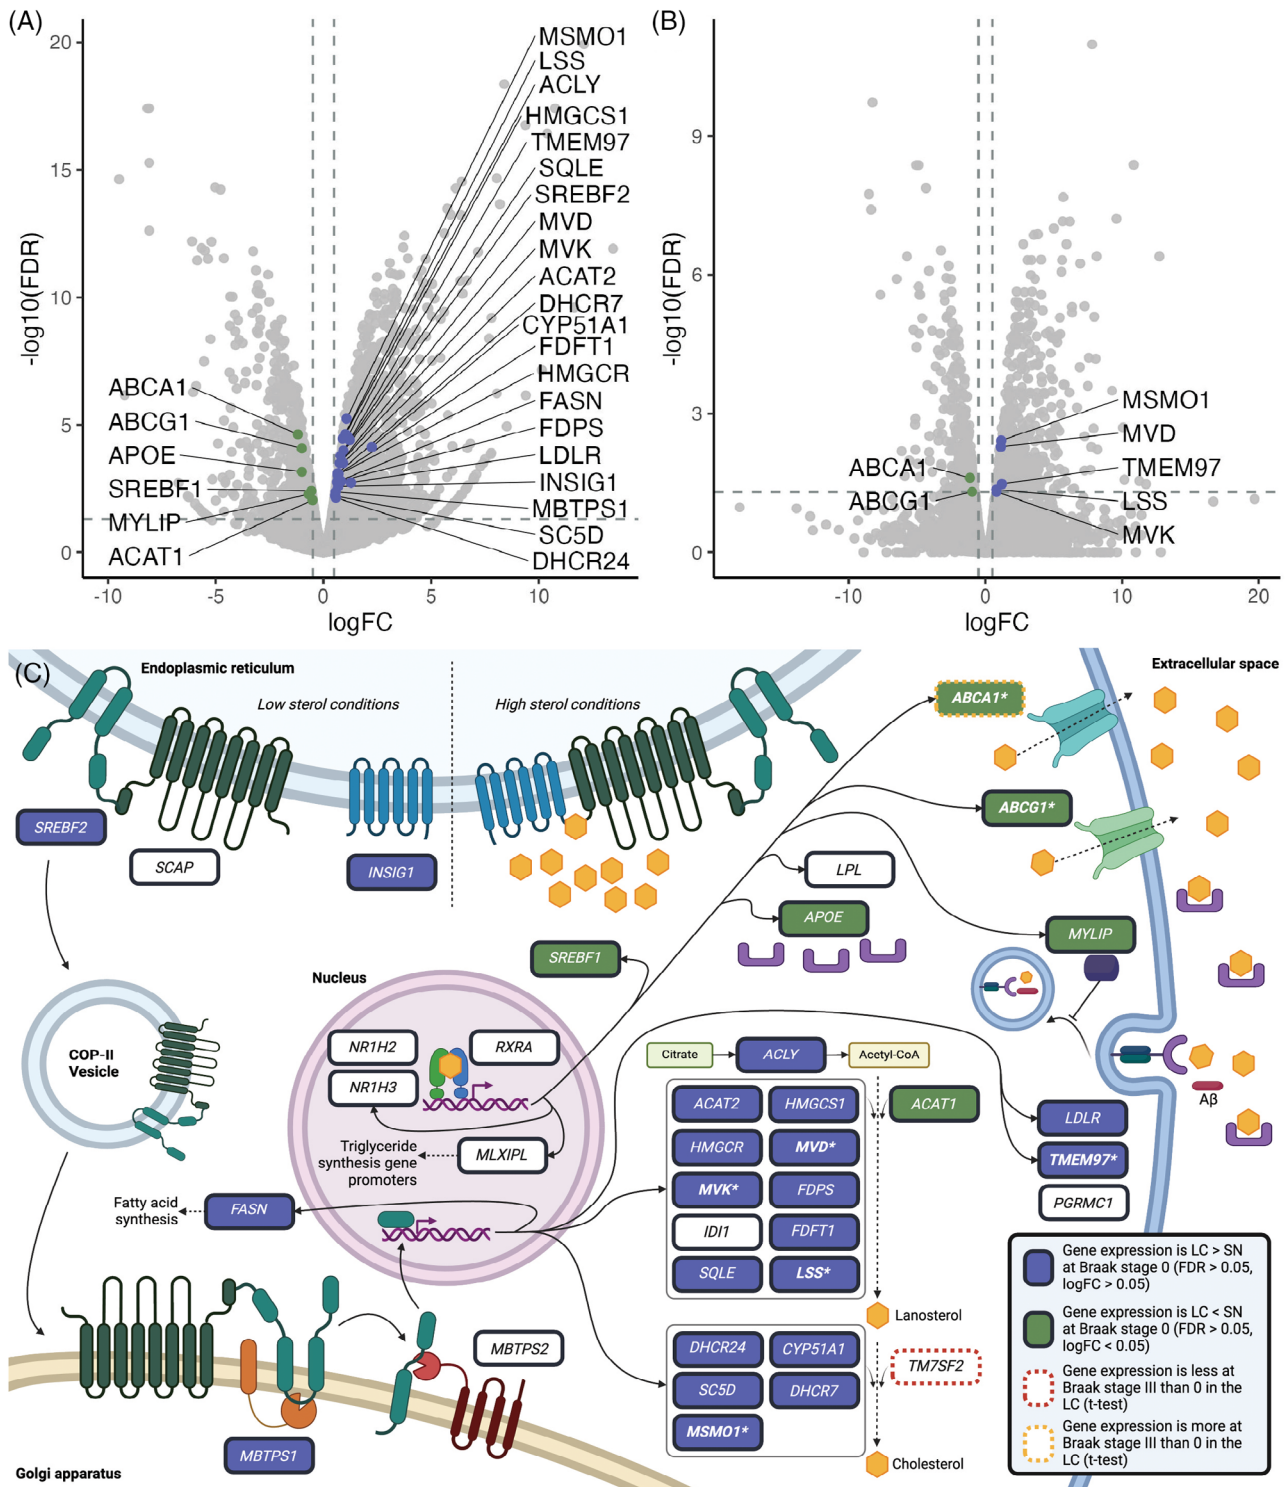 (A)
20
15
10
5
0
-10
-5
0
5
10
-log10(FDR)
logFC
MSMO1
LSS
ACLY
HMGCS1
TMEM97
SQLE
SREBF2
MVD
MVK
ACAT2
DHCR7
CYP51A1
FDFT1
HMGCR
FASN
FDPS
LDLR
INSIG1
MBTPS1
SC5D
DHCR24
ABCA1
ABCG1
APOE
SREBF1
MYLIP
ACAT1
(B)
9
6
3
0
-10
0
10
20
-log10(FDR)
logFC
MSMO1
MVD
TMEM97
LSS
MVK
ABCA1
ABCG1
(C)
Endoplasmic reticulum
Low sterol conditions
High sterol conditions
Extracellular space
SREBF2
SCAP
INSIG1
ABCA1*
ABCG1*
LPL
APOE
MYLIP
SREBF1
Nucleus
NR1H2
RXRA
NR1H3
MLXIPL
Triglyceride
synthesis gene
promoters
COP-II
Vesicle
Fatty acid
synthesis
FASN
Citrate
ACLY
Acetyl-CoA
ACAT2
HMGCS1
ACAT1
HMGCR
MVD*
MVK*
FDPS
IDI1
FDFT1
SQLE
LSS*
Lanosterol
DHCR24
CYP51A1
TM7SF2
SC5D
DHCR7
MSMO1*
Cholesterol
Aβ
LDLR
TMEM97*
PGRMC1
MBTPS2
MBTPS1
Golgi apparatus
Gene expression is LC > SN
at Braak stage 0 (FDR > 0.05,
logFC > 0.05)
Gene expression is LC < SN
at Braak stage 0 (FDR > 0.05,
logFC < 0.05)
Gene expression is less at
Braak stage III than 0 in the
LC (t-test)
Gene expression is more at
Braak stage III than 0 in the
LC (t-test)